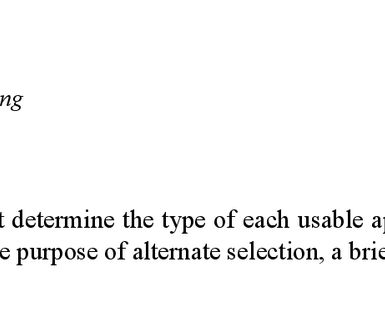 ng
t determine the type of each usable ap
e purpose of alternate selection, a brie